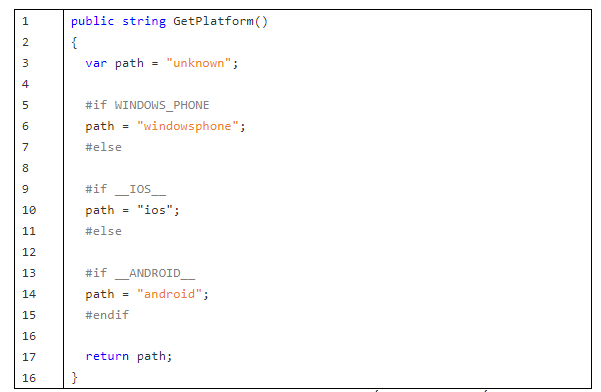 1 public string GetPlatform()
2 {
3 var path = "unknown";
4
5 #if WINDOWS_PHONE
6 path = "windowsphone";
7 #else
8
9 #if __IOS__
10 path = "ios";
11 #else
12
13 #if __ANDROID__
14 path = "android";
15 #endif
16
17 return path;
16 }